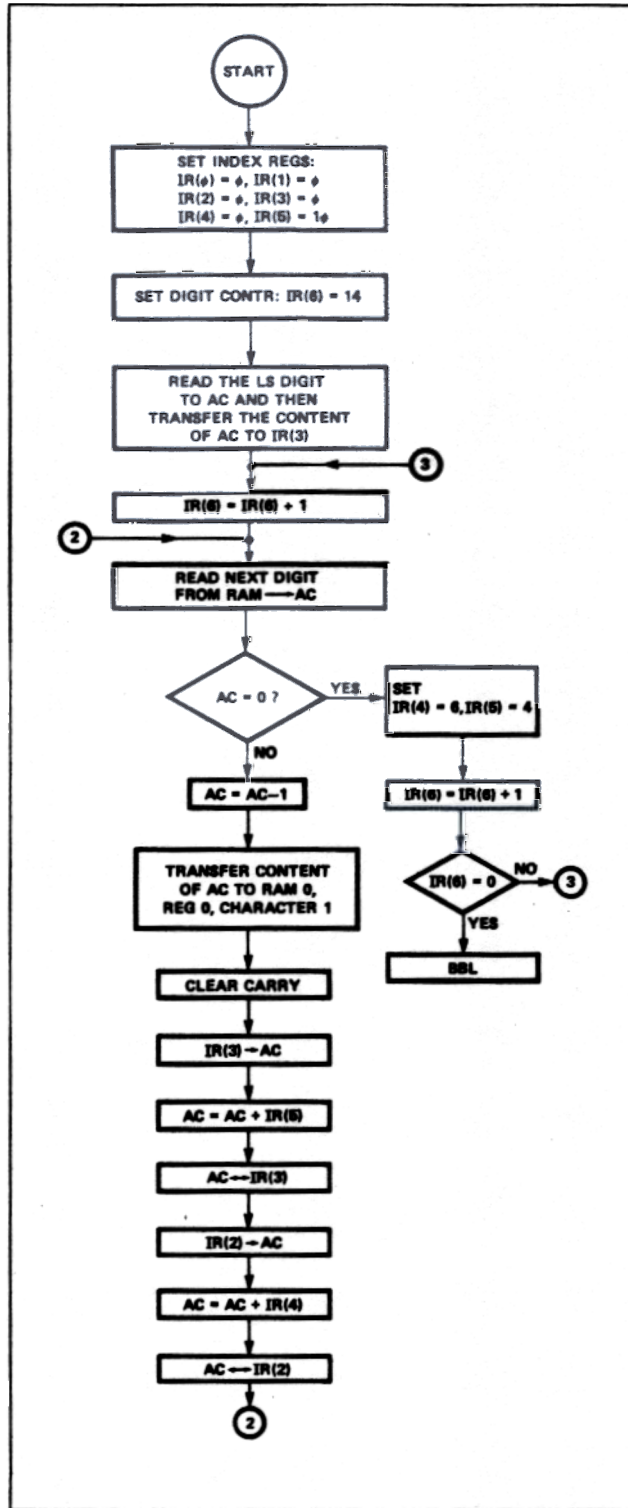 START
SET INDEX REGS:
IR(ϕ) = ϕ, IR(1) = ϕ
IR(2) = ϕ, IR(3) = ϕ
IR(4) = ϕ, IR(5) = 1ϕ
SET DIGIT CONTR: IR(6) = 14
READ THE LS DIGIT
TO AC AND THEN
TRANSFER THE CONTENT
OF AC TO IR(3)
3
IR(6) = IR(6) + 1
2
READ NEXT DIGIT
FROM RAM → AC
AC = 0 ?
YES
SET
IR(4) = 6, IR(5) = 4
NO
AC = AC–1
IR(6) = IR(6) + 1
TRANSFER CONTENT
OF AC TO RAM 0,
REG 0, CHARACTER 1
IR(6) = 0
NO
3
YES
BBL
CLEAR CARRY
IR(3) → AC
AC = AC + IR(5)
AC ↔ IR(3)
IR(2) → AC
AC = AC + IR(4)
AC ↔ IR(2)
2